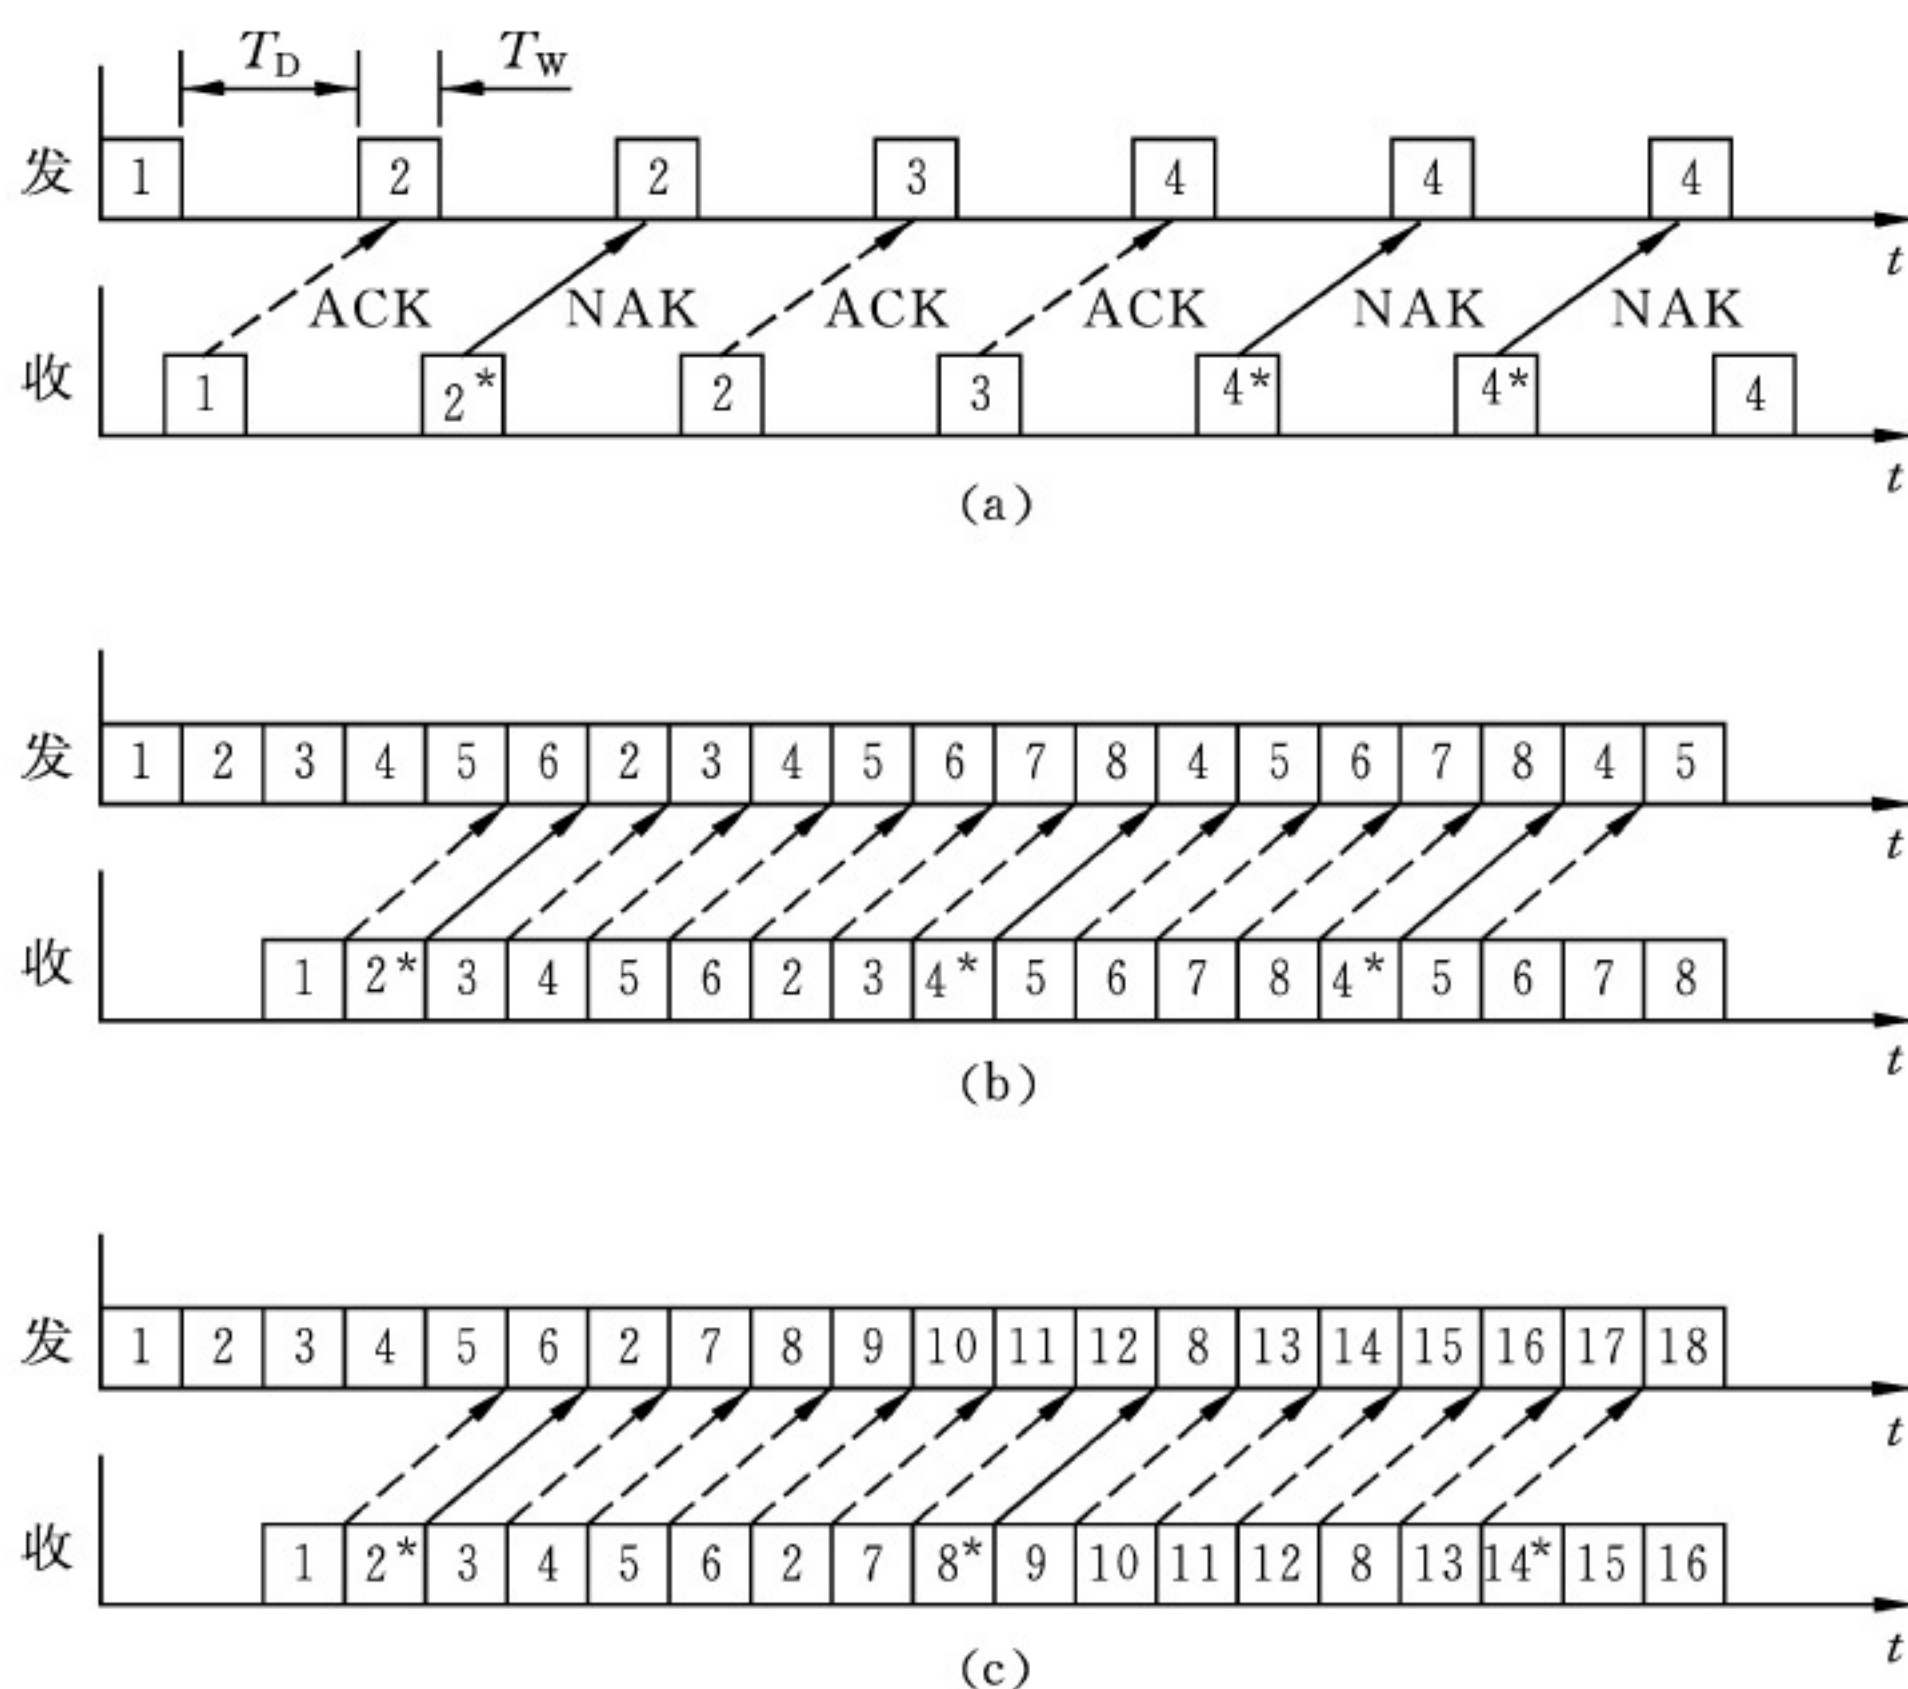 T_D T_W
发 1 2 2 3 4 4 4
t
ACK NAK ACK ACK NAK NAK
收 1 2* 2 3 4* 4* 4
t
(a)
发 1 2 3 4 5 6 2 3 4 5 6 7 8 4 5 6 7 8 4 5
t
收 1 2* 3 4 5 6 2 3 4* 5 6 7 8 4* 5 6 7 8
t
(b)
发 1 2 3 4 5 6 2 7 8 9 10 11 12 8 13 14 15 16 17 18
t
收 1 2* 3 4 5 6 2 7 8* 9 10 11 12 8 13 14* 15 16
t
(c)